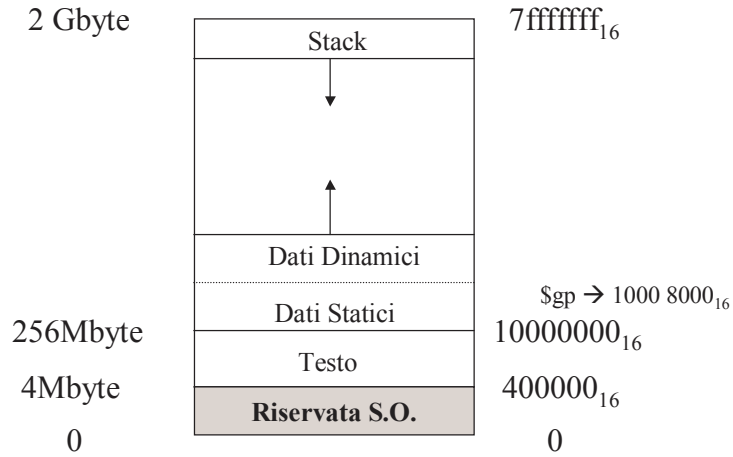 2 Gbyte
Stack
7fffffff₁₆
Dati Dinamici
Dati Statici
$gp → 1000 8000₁₆
256Mbyte
10000000₁₆
Testo
4Mbyte
400000₁₆
Riservata S.O.
0
0